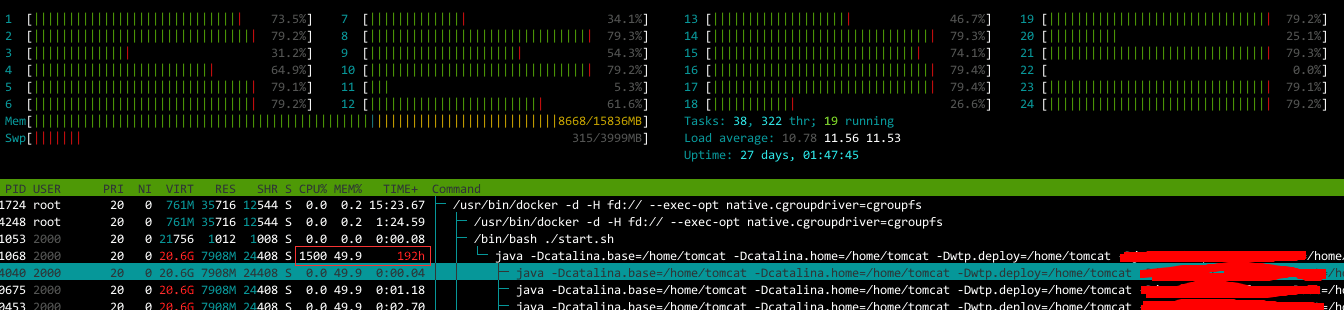 1 [73.5%] 7 [34.1%] 13 [46.7%] 19 [79.2%]
2 [79.2%] 8 [79.3%] 14 [79.3%] 20 [25.1%]
3 [31.2%] 9 [54.3%] 15 [74.1%] 21 [79.3%]
4 [64.9%] 10 [79.2%] 16 [79.4%] 22 [0.0%]
5 [79.1%] 11 [5.3%] 17 [79.4%] 23 [79.1%]
6 [79.2%] 12 [61.6%] 18 [26.6%] 24 [79.2%]
Mem[8668/15836MB] Tasks: 38, 322 thr; 19 running
Swp[315/3999MB] Load average: 10.78 11.56 11.53
Uptime: 27 days, 01:47:45
PID USER PRI NI VIRT RES SHR S CPU% MEM% TIME+ Command
1724 root 20 0 761M 35716 12544 S 0.0 0.2 15:23.67 /usr/bin/docker -d -H fd:// --exec-opt native.cgroupdriver=cgroupfs
4248 root 20 0 761M 35716 12544 S 0.0 0.2 1:24.59 /usr/bin/docker -d -H fd:// --exec-opt native.cgroupdriver=cgroupfs
1053 2000 20 0 21756 1012 1008 S 0.0 0.0 0:00.08 /bin/bash ./start.sh
1068 2000 20 0 20.6G 7908M 24408 S 1500 49.9 192h java -Dcatalina.base=/home/tomcat -Dcatalina.home=/home/tomcat -Dwtp.deploy=/home/tomcat /home
4040 2000 20 0 20.6G 7908M 24408 S 0.0 49.9 0:00.04 java -Dcatalina.base=/home/tomcat -Dcatalina.home=/home/tomcat -Dwtp.deploy=/home/tomcat
0675 2000 20 0 20.6G 7908M 24408 S 0.0 49.9 0:01.18 java -Dcatalina.base=/home/tomcat -Dcatalina.home=/home/tomcat -Dwtp.deploy=/home/tomcat
0453 2000 20 0 20.6G 7908M 24408 S 0.0 49.9 0:02.70 java -Dcatalina.base=/home/tomcat -Dcatalina.home=/home/tomcat -Dwtp.deploy=/home/tomcat